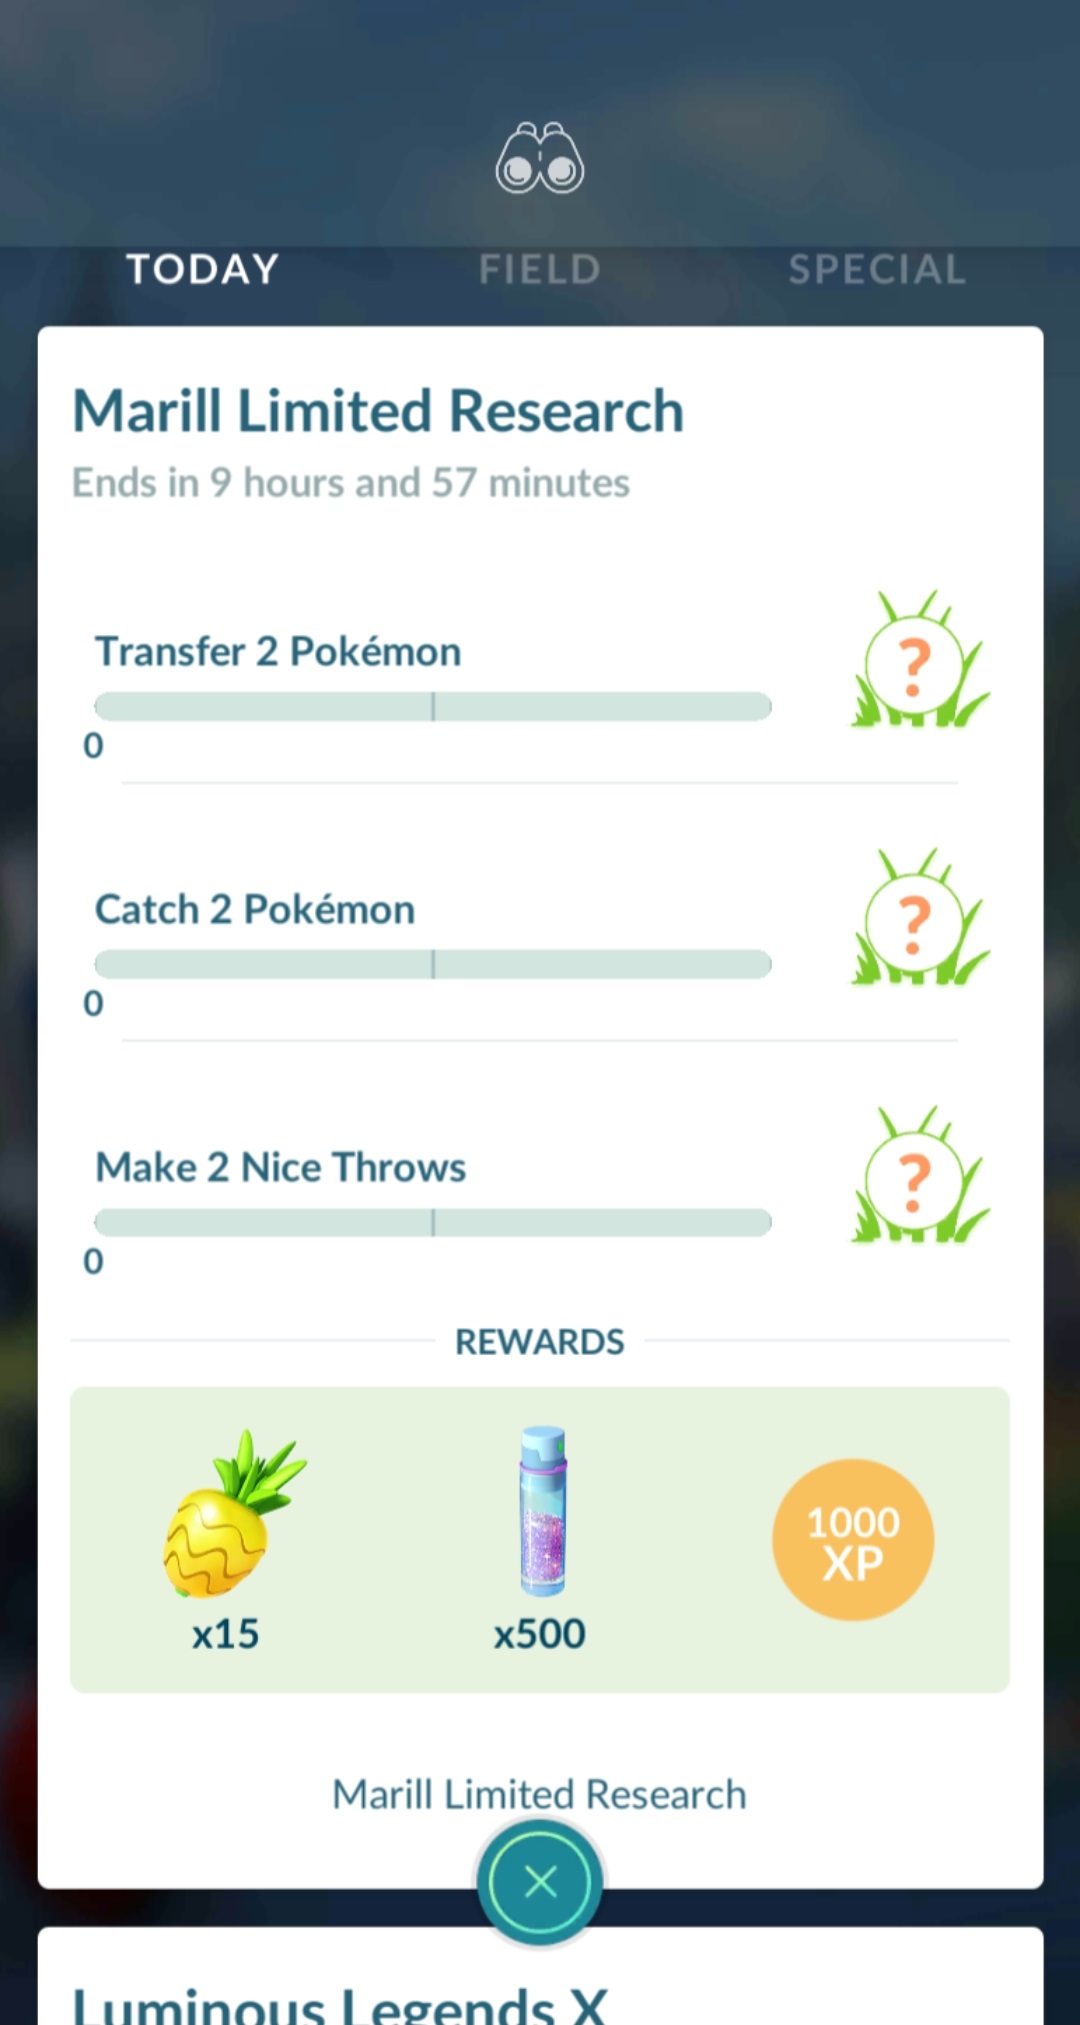 TODAY FIELD SPECIAL
Marill Limited Research
Ends in 9 hours and 57 minutes
Transfer 2 Pokémon
?
0
Catch 2 Pokémon
?
0
Make 2 Nice Throws
?
0
REWARDS
1000
XP
x15 x500
Marill Limited Research
Luminous Legends X